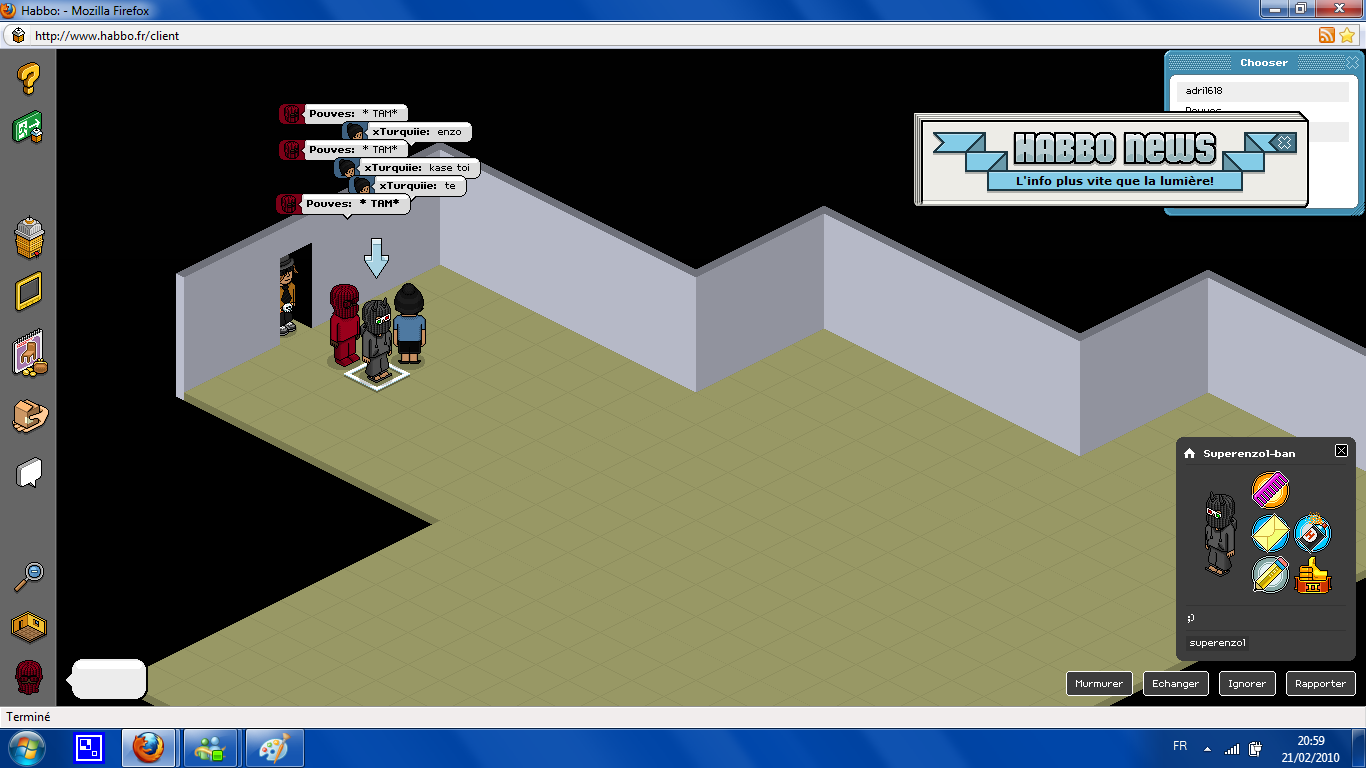 Habbo: - Mozilla Firefox
http://www.habbo.fr/client
Chooser
adri1618
Pouves
HABBO NEWS
L'info plus vite que la lumière!
Pouves: * TAM*
xTurquiie: enzo
Pouves: * TAM*
xTurquiie: kase toi
xTurquiie: te
Pouves: * TAM*
Superenzo1-ban
;)
superenzo1
Murmurer
Echanger
Ignorer
Rapporter
Terminé
FR
20:59
21/02/2010